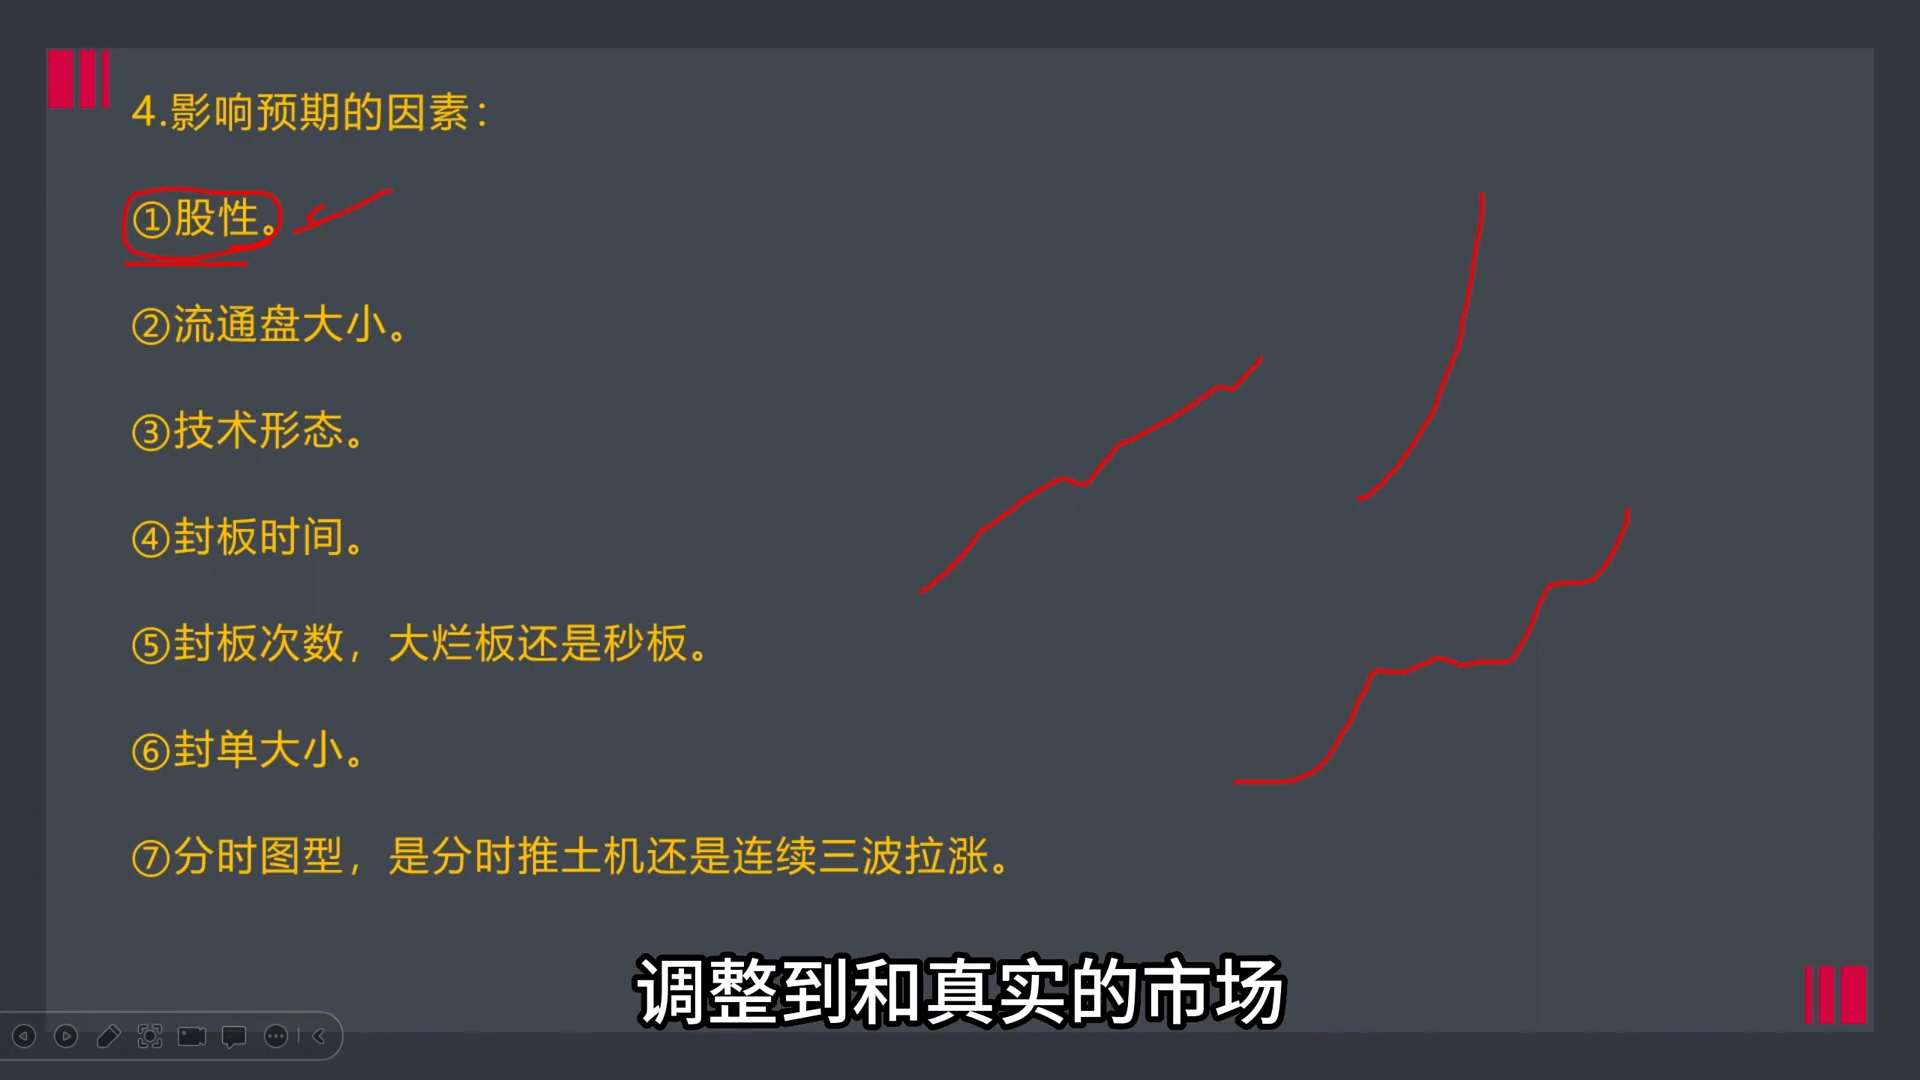 4.影响预期的因素：
①股性。
②流通盘大小。
③技术形态。
④封板时间。
⑤封板次数，大烂板还是秒板。
⑥封单大小。
⑦分时图型，是分时推土机还是连续三波拉涨。
调整到和真实的市场